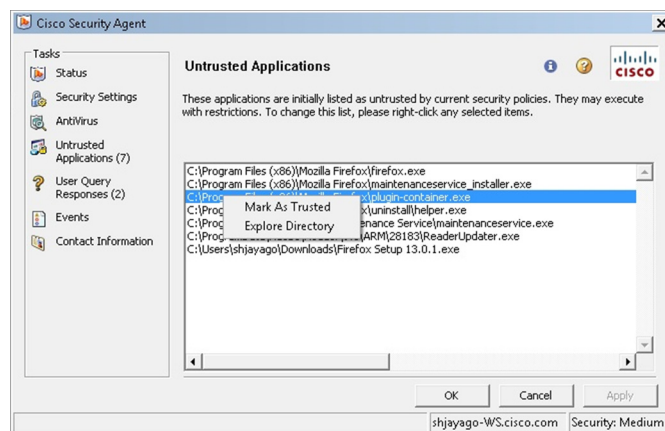 Cisco Security Agent
x
Tasks
Status
Security Settings
AntiVirus
Untrusted
Applications (7)
User Query
Responses (2)
Events
Contact Information
Untrusted Applications
CISCO
These applications are initially listed as untrusted by current security policies. They may execute
with restrictions. To change this list, please right-click any selected items.
C:\Program Files (x86)\Mozilla Firefox\firefox.exe
C:\Program Files (x86)\Mozilla Firefox\maintenanceservice_installer.exe
\plugin-container.exe
Mark As Trusted
\uninstall\helper.exe
Explore Directory
Service\maintenanceservice.exe
\ARM\28183\ReaderUpdater.exe
C:\Users\shjayago\Downloads\Firefox Setup 13.0.1.exe
OK
Cancel
Apply
shjayago-WS.cisco.com
Security: Medium